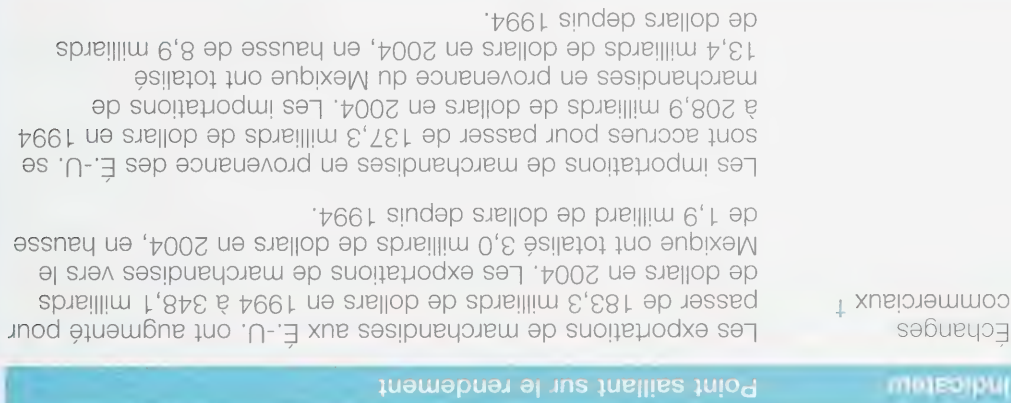 Indicateur
Point saillant sur le rendement
Échanges
commerciaux †
Les exportations de marchandises aux É.-U. ont augmenté pour
passer de 183,3 milliards de dollars en 1994 à 348,1 milliards
de dollars en 2004. Les exportations de marchandises vers le
Mexique ont totalisé 3,0 milliards de dollars en 2004, en hausse
de 1,9 milliard de dollars depuis 1994.
Les importations de marchandises en provenance des É.-U. se
sont accrues pour passer de 137,3 milliards de dollars en 1994
à 208,9 milliards de dollars en 2004. Les importations de
marchandises en provenance du Mexique ont totalisé
13,4 milliards de dollars en 2004, en hausse de 8,9 milliards
de dollars depuis 1994.